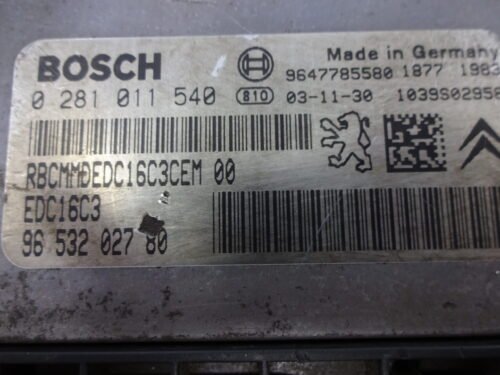 BOSCH
Made in Germany
9647785580 1877
0 281 011 540 810 03-11-30 1039S0295
RBCMMDEDC16C3CEM 00
EDC16C3
96 532 027 80